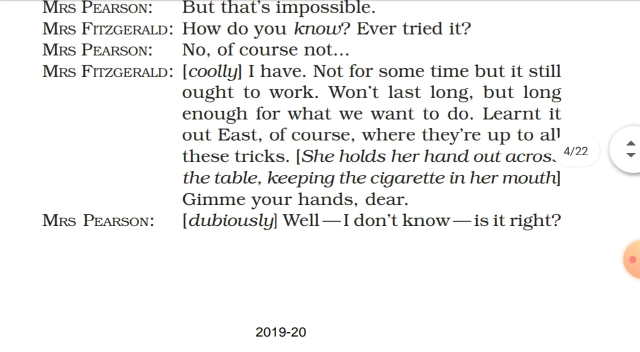 MRS PEARSON: But that's impossible.
MRS FITZGERALD: How do you know? Ever tried it?
MRS PEARSON: No, of course not...
MRS FITZGERALD: [coolly] I have. Not for some time but it still
ought to work. Won't last long, but long
enough for what we want to do. Learnt it
out East, of course, where they're up to all
these tricks. [She holds her hand out across
the table, keeping the cigarette in her mouth]
Gimme your hands, dear.
MRS PEARSON: [dubiously] Well—I don't know—is it right?
4/22
2019-20